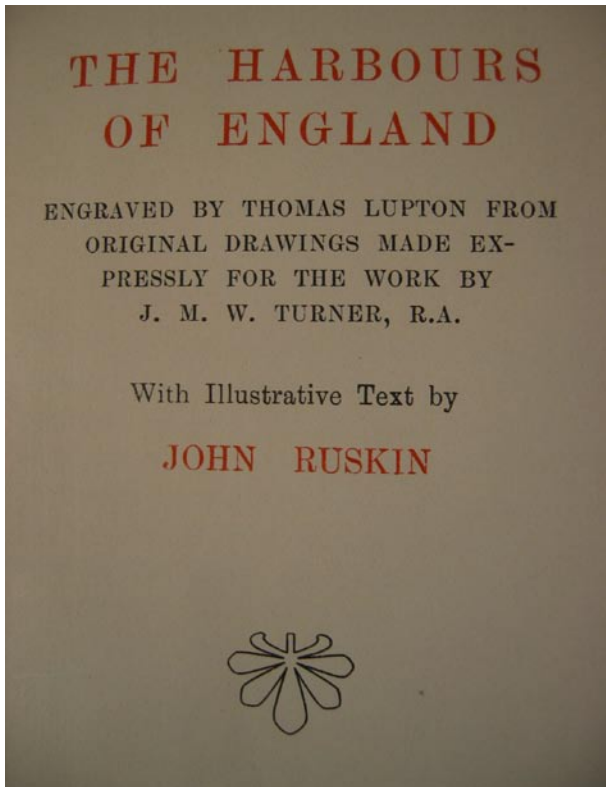 THE HARBOURS
OF ENGLAND
ENGRAVED BY THOMAS LUPTON FROM
ORIGINAL DRAWINGS MADE EX-
PRESSLY FOR THE WORK BY
J. M. W. TURNER, R.A.
With Illustrative Text by
JOHN RUSKIN